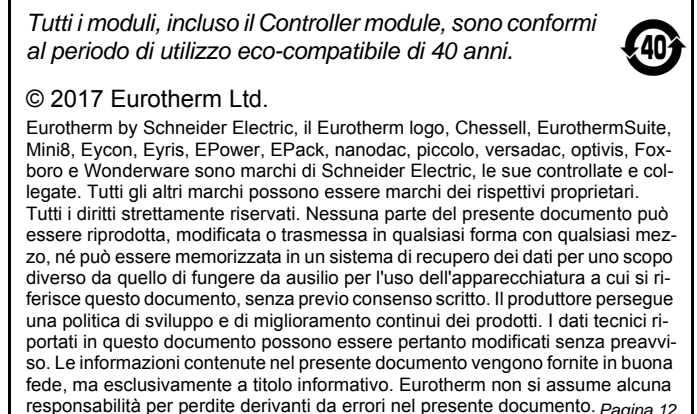 Tutti i moduli, incluso il Controller module, sono conformi
al periodo di utilizzo eco-compatibile di 40 anni.
40
© 2017 Eurotherm Ltd.
Eurotherm by Schneider Electric, il Eurotherm logo, Chessell, EurothermSuite,
Mini8, Eycon, Eyris, EPower, EPack, nanodac, piccolo, versadac, optivis, Fox-
boro e Wonderware sono marchi di Schneider Electric, le sue controllate e col-
legate. Tutti gli altri marchi possono essere marchi dei rispettivi proprietari.
Tutti i diritti strettamente riservati. Nessuna parte del presente documento può
essere riprodotta, modificata o trasmessa in qualsiasi forma con qualsiasi mez-
zo, né può essere memorizzata in un sistema di recupero dei dati per uno scopo
diverso da quello di fungere da ausilio per l'uso dell'apparecchiatura a cui si ri-
ferisce questo documento, senza previo consenso scritto. Il produttore persegue
una politica di sviluppo e di miglioramento continui dei prodotti. I dati tecnici ri-
portati in questo documento possono essere pertanto modificati senza preavvi-
so. Le informazioni contenute nel presente documento vengono fornite in buona
fede, ma esclusivamente a titolo informativo. Eurotherm non si assume alcuna
responsabilità per perdite derivanti da errori nel presente documento. Pagina 12